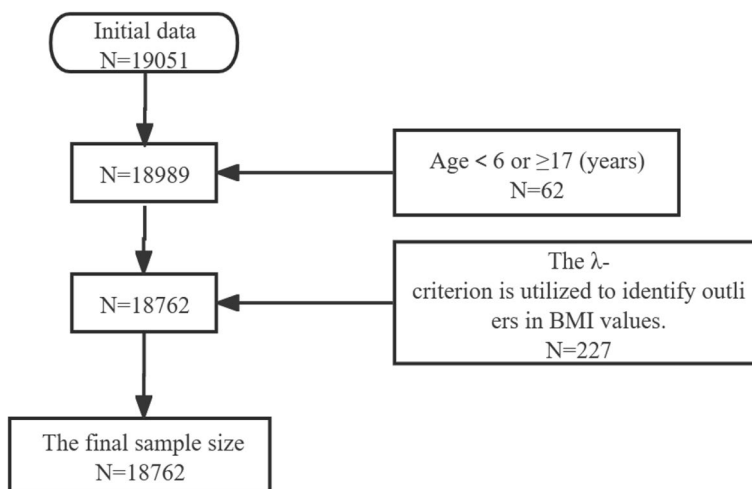 Initial data
N=19051
N=18989
Age < 6 or ≥17 (years)
N=62
The λ-
criterion is utilized to identify outli
ers in BMI values.
N=227
N=18762
The final sample size
N=18762